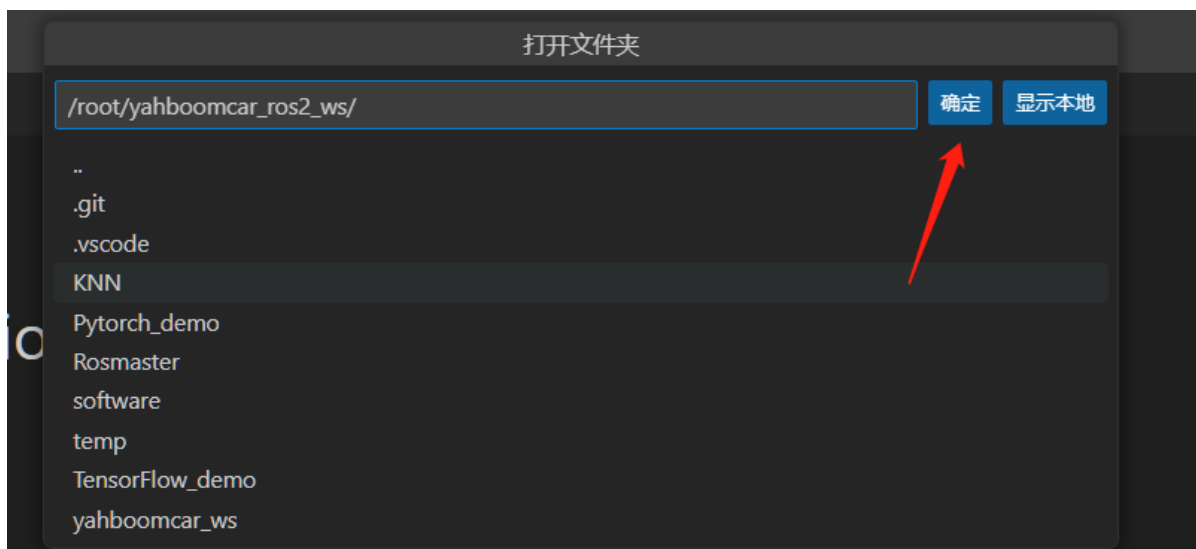 打开文件夹
/root/yahboomcar_ros2_ws/ 确定 显示本地
..
.git
.vscode
KNN
Pytorch_demo
Rosmaster
software
temp
TensorFlow_demo
yahboomcar_ws